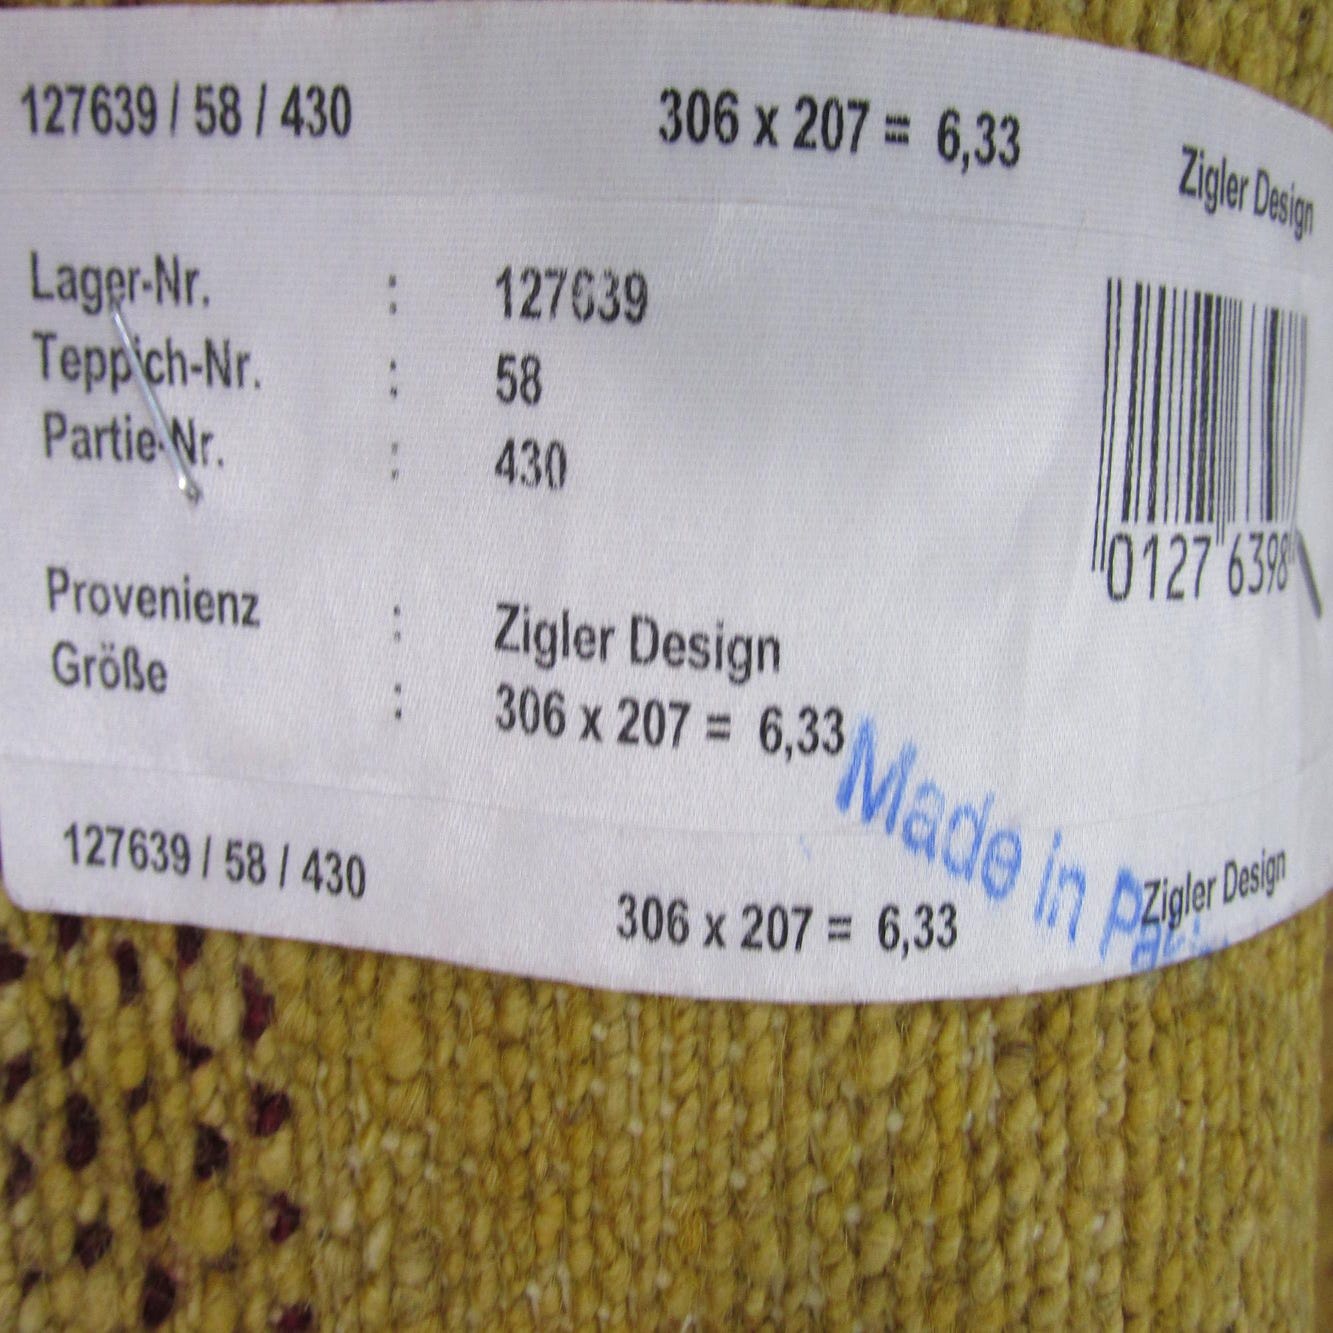 127639 / 58 / 430 306 x 207 = 6,33 Zigler Design
Lager-Nr. : 127639
Teppich-Nr. : 58
Partie-Nr. : 430
0127 6398
Provenienz : Zigler Design
Größe : 306 x 207 = 6,33
Made in
127639 / 58 / 430 306 x 207 = 6,33 Zigler Design